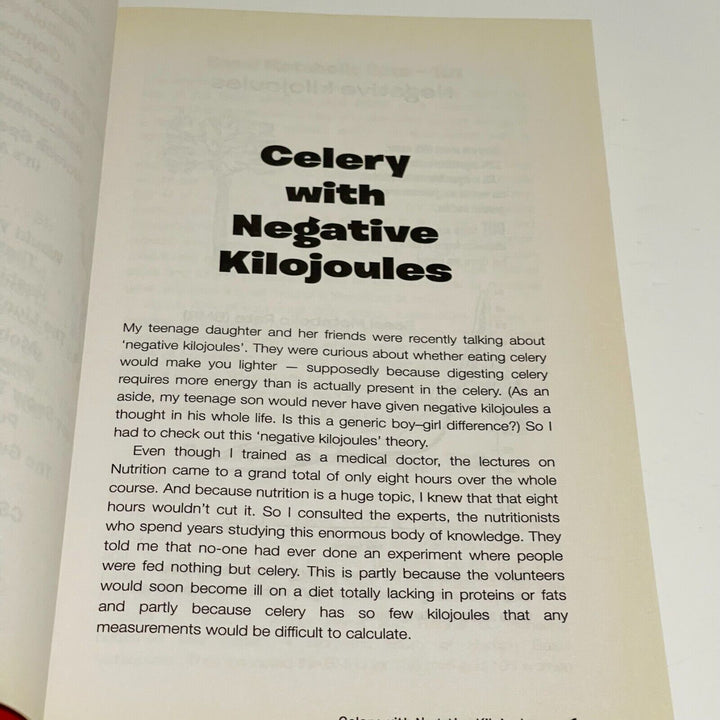 Celery
with
Negative
Kilojoules
My teenage daughter and her friends were recently talking about
‘negative kilojoules’. They were curious about whether eating celery
would make you lighter — supposedly because digesting celery
requires more energy than is actually present in the celery. (As an
aside, my teenage son would never have given negative kilojoules a
thought in his whole life. Is this a generic boy–girl difference?) So I
had to check out this ‘negative kilojoules’ theory.
Even though I trained as a medical doctor, the lectures on
Nutrition came to a grand total of only eight hours over the whole
course. And because nutrition is a huge topic, I knew that that eight
hours wouldn’t cut it. So I consulted the experts, the nutritionists
who spend years studying this enormous body of knowledge. They
told me that no-one had ever done an experiment where people
were fed nothing but celery. This is partly because the volunteers
would soon become ill on a diet totally lacking in proteins or fats
and partly because celery has so few kilojoules that any
measurements would be difficult to calculate.